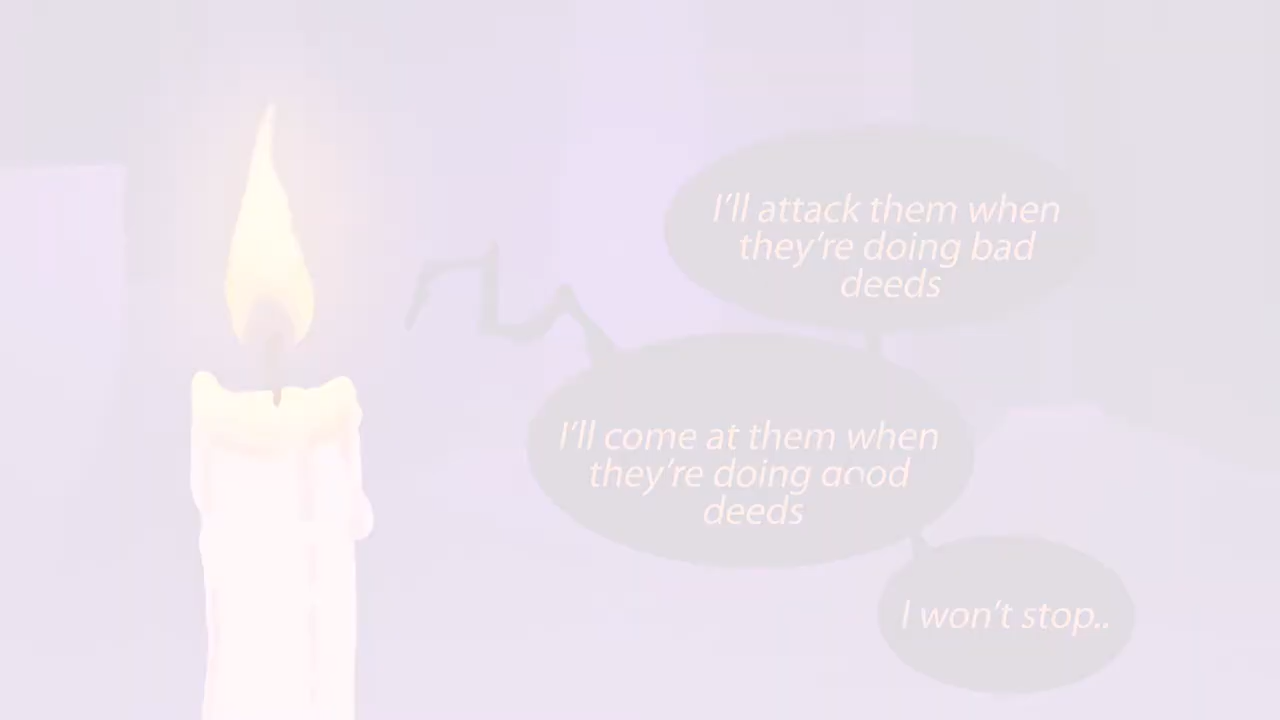 I'll attack them when
they're doing bad
deeds
I'll come at them when
they're doing good
deeds
I won't stop..